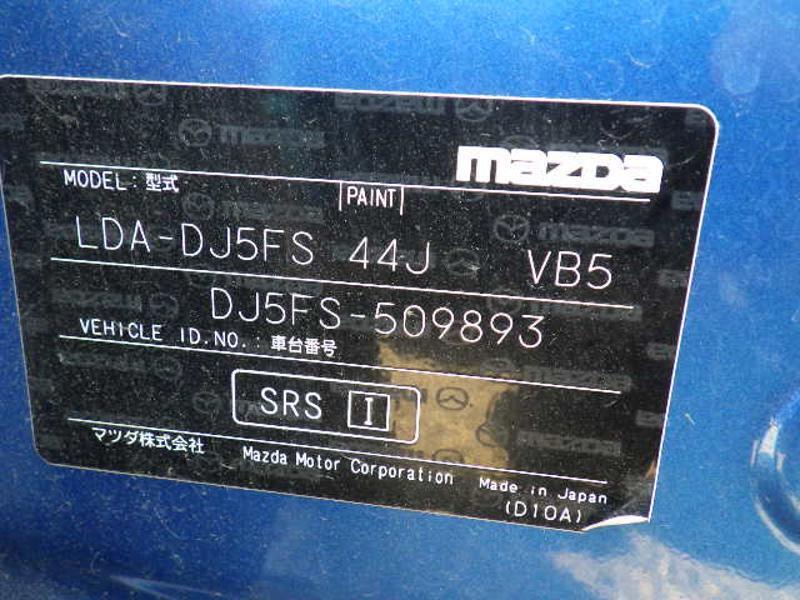 mazda
MODEL: 型式 PAINT
LDA-DJ5FS 44J VB5
DJ5FS-509893
VEHICLE ID.NO.: 車台番号
SRS I
マツダ株式会社 Mazda Motor Corporation Made in Japan
(D10A)